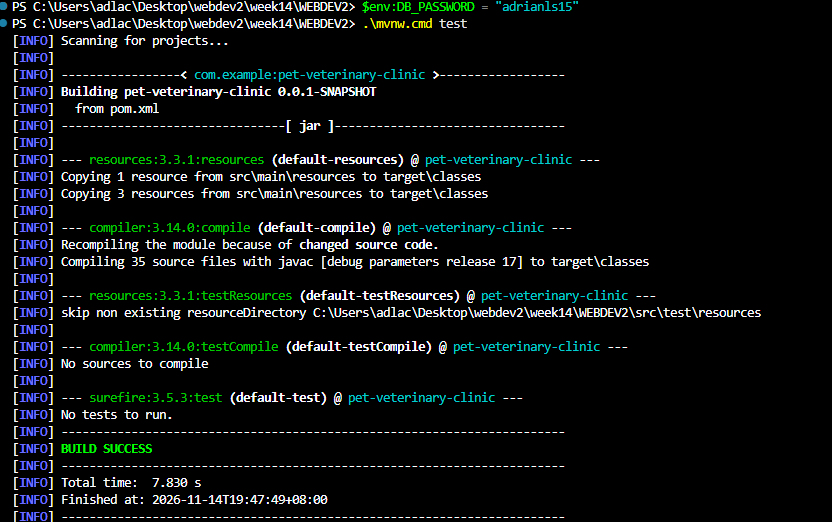 PS C:\Users\adlac\Desktop\webdev2\week14\WEBDEV2> $env:DB_PASSWORD = "adrianls15"
PS C:\Users\adlac\Desktop\webdev2\week14\WEBDEV2> .\mvnw.cmd test
[INFO] Scanning for projects...
[INFO]
[INFO] ----------------< com.example:pet-veterinary-clinic >-----------------
[INFO] Building pet-veterinary-clinic 0.0.1-SNAPSHOT
[INFO]   from pom.xml
[INFO] ------------------------------[ jar ]-------------------------------
[INFO]
[INFO] --- resources:3.3.1:resources (default-resources) @ pet-veterinary-clinic ---
[INFO] Copying 1 resource from src\main\resources to target\classes
[INFO] Copying 3 resources from src\main\resources to target\classes
[INFO]
[INFO] --- compiler:3.14.0:compile (default-compile) @ pet-veterinary-clinic ---
[INFO] Recompiling the module because of changed source code.
[INFO] Compiling 35 source files with javac [debug parameters release 17] to target\classes
[INFO]
[INFO] --- resources:3.3.1:testResources (default-testResources) @ pet-veterinary-clinic ---
[INFO] skip non existing resourceDirectory C:\Users\adlac\Desktop\webdev2\week14\WEBDEV2\src\test\resources
[INFO]
[INFO] --- compiler:3.14.0:testCompile (default-testCompile) @ pet-veterinary-clinic ---
[INFO] No sources to compile
[INFO]
[INFO] --- surefire:3.5.3:test (default-test) @ pet-veterinary-clinic ---
[INFO] No tests to run.
[INFO] ------------------------------------------------------------------
[INFO] BUILD SUCCESS
[INFO] ------------------------------------------------------------------
[INFO] Total time:  7.830 s
[INFO] Finished at: 2026-11-14T19:47:49+08:00
[INFO] ------------------------------------------------------------------